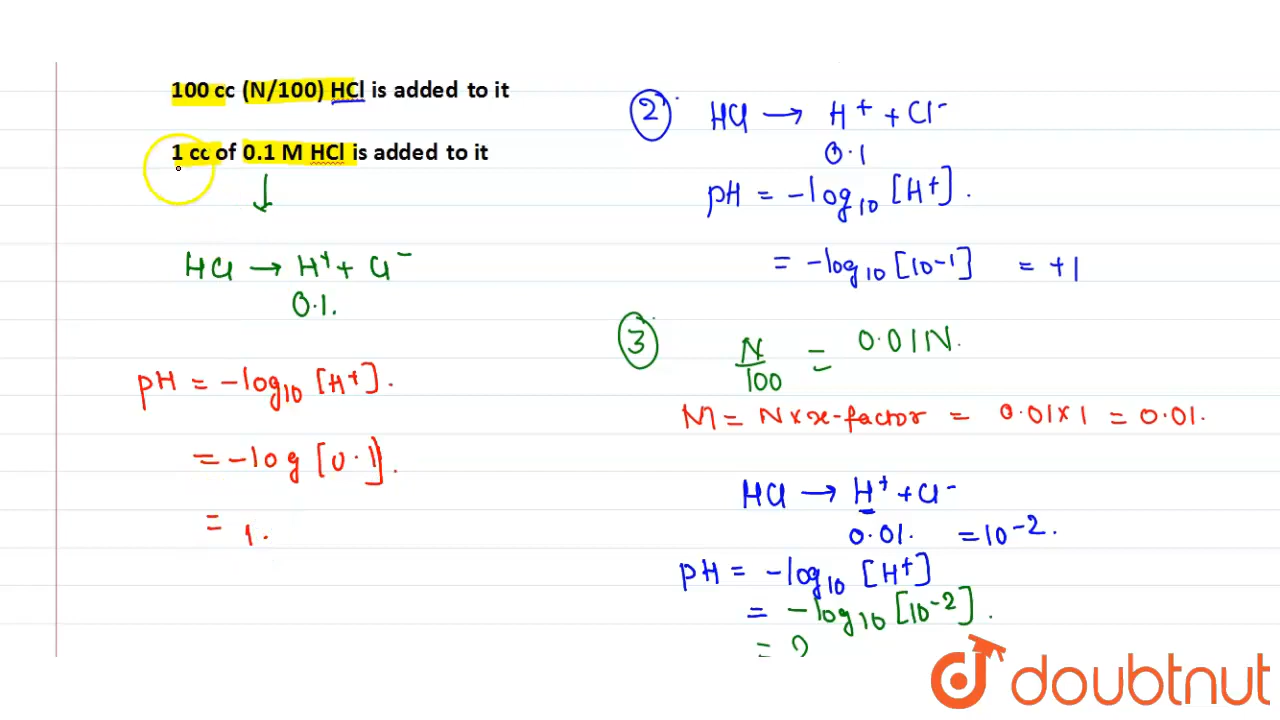 100 cc (N/100) HCl is added to it
1 cc of 0.1 M HCl is added to it
HCl → H⁺ + Cl⁻
0.1.
pH = -log₁₀ [H⁺].
= -log [0.1].
= 1.
② HCl → H⁺ + Cl⁻
0.1
pH = -log₁₀ [H⁺].
= -log₁₀ [10⁻¹] = +1
③ N/100 = 0.01N.
M = N×x-factor = 0.01×1 = 0.01.
HCl → H⁺ + Cl⁻
0.01. = 10⁻².
pH = -log₁₀ [H⁺]
= -log₁₀ [10⁻²].
= 2
doubtnut